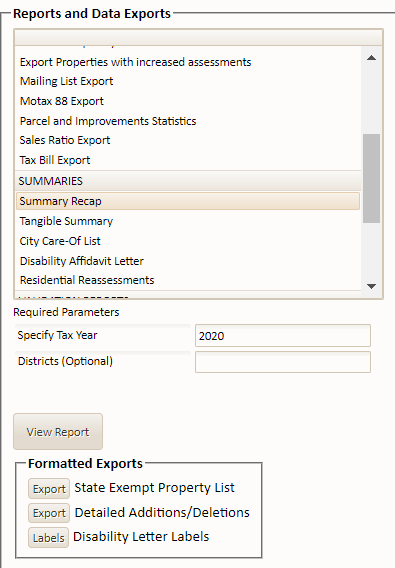 Reports and Data Exports
Export Properties with increased assessments
Mailing List Export
Motax 88 Export
Parcel and Improvements Statistics
Sales Ratio Export
Tax Bill Export
SUMMARIES
Summary Recap
Tangible Summary
City Care-Of List
Disability Affidavit Letter
Residential Reassessments
Required Parameters
Specify Tax Year 2020
Districts (Optional)
View Report
Formatted Exports
Export State Exempt Property List
Export Detailed Additions/Deletions
Labels Disability Letter Labels